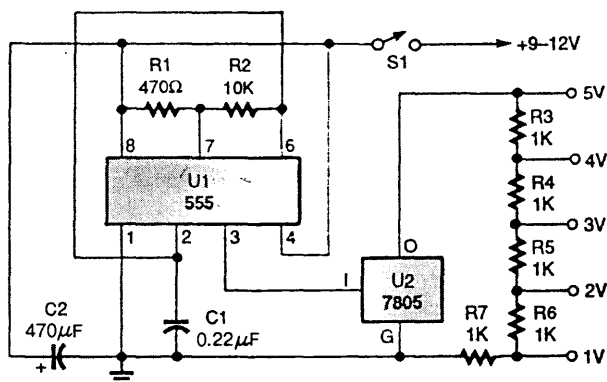 +9–12V
S1
R1
470Ω
R2
10K
5V
R3
1K
8
7
6
4V
U1
555
R4
1K
3V
1
2
3
4
O
R5
1K
I
U2
7805
2V
C2
470µF
+
C1
0.22µF
G
R7
1K
R6
1K
1V